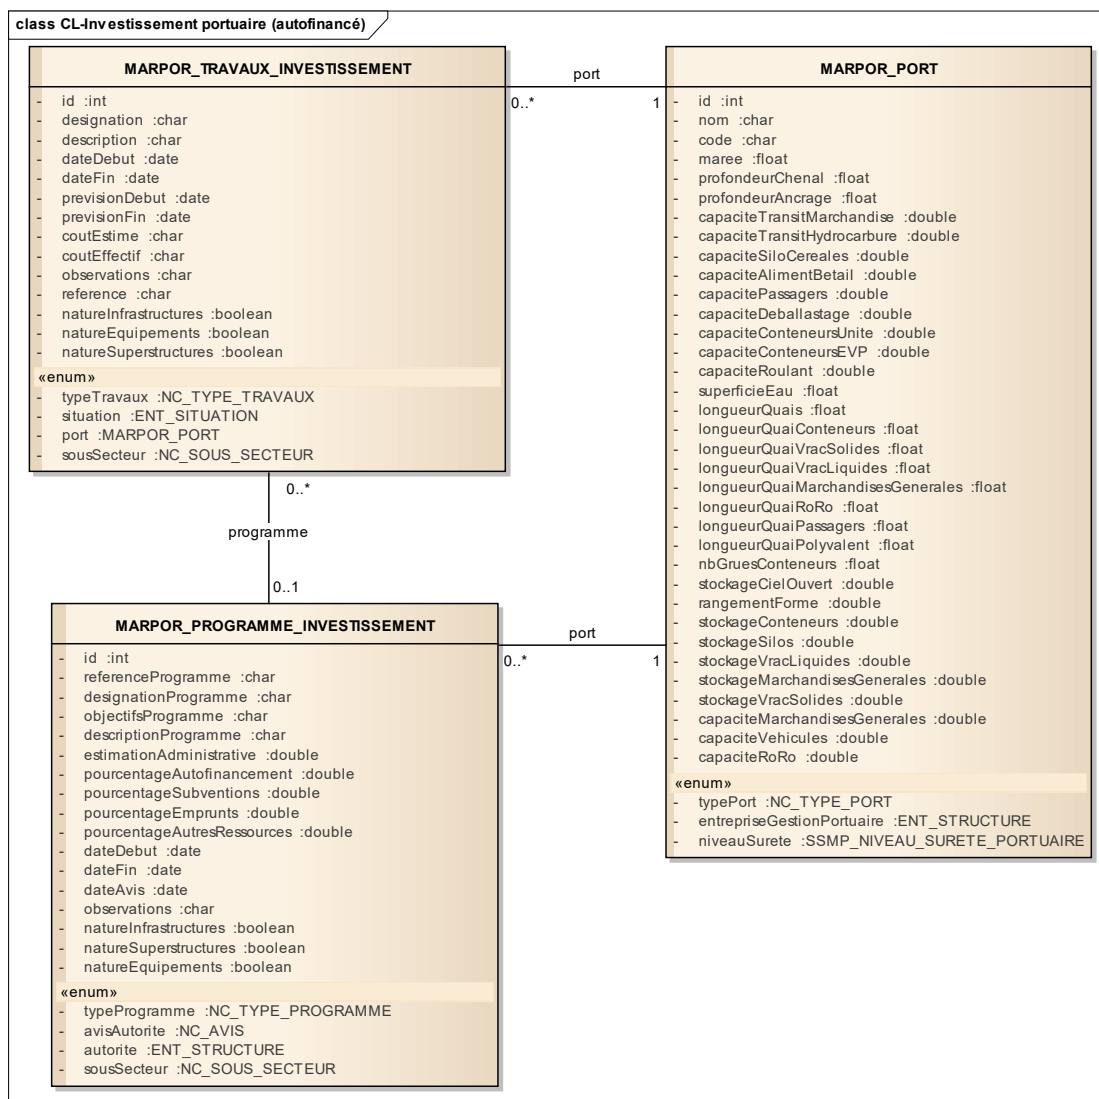 class CL-Investissement portuaire (autofinancé)
MARPOR_TRAVAUX_INVESTISSEMENT
- id :int
- designation :char
- description :char
- dateDebut :date
- dateFin :date
- previsionDebut :date
- previsionFin :date
- coutEstime :char
- coutEffectif :char
- observations :char
- reference :char
- natureInfrastructures :boolean
- natureEquipements :boolean
- natureSuperstructures :boolean
«enum»
- typeTravaux :NC_TYPE_TRAVAUX
- situation :ENT_SITUATION
- port :MARPOR_PORT
- sousSecteur :NC_SOUS_SECTEUR
port
0..*
1
MARPOR_PORT
- id :int
- nom :char
- code :char
- maree :float
- profondeurChenal :float
- profondeurAncrage :float
- capaciteTransitMarchandise :double
- capaciteTransitHydrocarbure :double
- capaciteSiloCereales :double
- capaciteAlimentBetail :double
- capacitePassagers :double
- capaciteDeballastage :double
- capaciteConteneursUnite :double
- capaciteConteneursEVP :double
- capaciteRoulant :double
- superficieEau :float
- longueurQuais :float
- longueurQuaiConteneurs :float
- longueurQuaiVracSolides :float
- longueurQuaiVracLiquides :float
- longueurQuaiMarchandisesGenerales :float
- longueurQuaiRoRo :float
- longueurQuaiPassagers :float
- longueurQuaiPolyvalent :float
- nbGruesConteneurs :float
- stockageCielOuvert :double
- rangementForme :double
- stockageConteneurs :double
- stockageSilos :double
- stockageVracLiquides :double
- stockageMarchandisesGenerales :double
- stockageVracSolides :double
- capaciteMarchandisesGenerales :double
- capaciteVehicules :double
- capaciteRoRo :double
«enum»
- typePort :NC_TYPE_PORT
- entrepriseGestionPortuaire :ENT_STRUCTURE
- niveauSurete :SSMP_NIVEAU_SURETE_PORTUAIRE
0..*
programme
0..1
MARPOR_PROGRAMME_INVESTISSEMENT
- id :int
- referenceProgramme :char
- designationProgramme :char
- objectifsProgramme :char
- descriptionProgramme :char
- estimationAdministrative :double
- pourcentageAutofinancement :double
- pourcentageSubventions :double
- pourcentageEmprunts :double
- pourcentageAutresRessources :double
- dateDebut :date
- dateFin :date
- dateAvis :date
- observations :char
- natureInfrastructures :boolean
- natureSuperstructures :boolean
- natureEquipements :boolean
«enum»
- typeProgramme :NC_TYPE_PROGRAMME
- avisAutorite :NC_AVIS
- autorite :ENT_STRUCTURE
- sousSecteur :NC_SOUS_SECTEUR
port
0..*
1